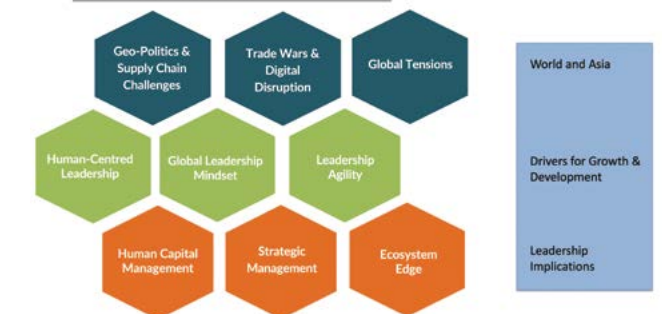 Geo-Politics &
Supply Chain
Challenges
Trade Wars &
Digital
Disruption
Global Tensions
World and Asia
Human-Centred
Leadership
Global Leadership
Mindset
Leadership
Agility
Drivers for Growth &
Development
Human Capital
Management
Strategic
Management
Ecosystem
Edge
Leadership
Implications